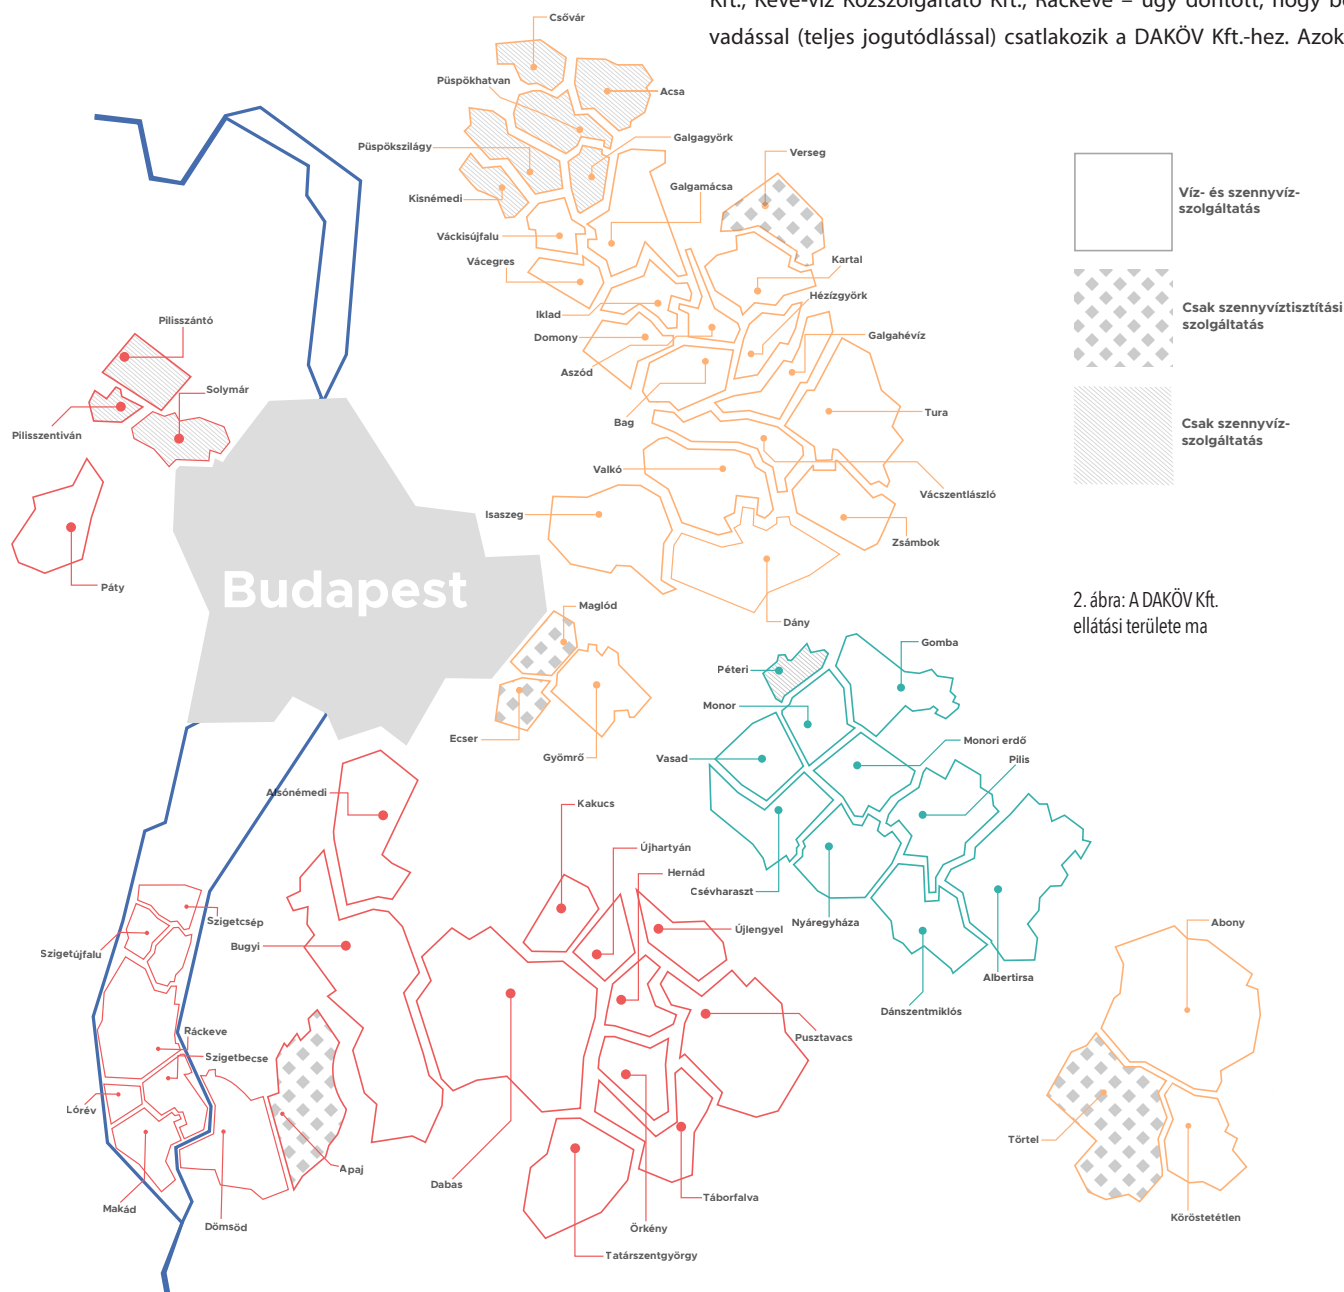 Kft., Keve-víz Közszolgáltató Kft., Ráckeve – úgy döntött, hogy
vadással (teljes jogutódlással) csatlakozik a DAKÖV Kft.-hez. Azok
Csővár
Püspökhatvan
Acsa
Galgagyörk
Püspökszilágy
Verseg
Kisnémedi
Galgamácsa
Váckisújfalu
Vácegres
Kartal
Hézízgyörk
Iklad
Domony
Galgahévíz
Aszód
Bag
Tura
Valkó
Vácszentlászló
Isaszeg
Zsámbok
Dány
Víz- és szennyvíz-
szolgáltatás
Csak szennyvíztisztítási
szolgáltatás
Csak szennyvíz-
szolgáltatás
2. ábra: A DAKÖV Kft.
ellátási területe ma
Pilisszántó
Solymár
Pilisszentiván
Páty
Budapest
Maglód
Ecser
Gyömrő
Péteri
Gomba
Monor
Vasad
Monori erdő
Pilis
Csévharaszt
Nyáregyháza
Albertirsa
Dánszentmiklós
Abony
Törtel
Köröstetétlen
Alsónémedi
Kakucs
Újhartyán
Hernád
Újlengyel
Bugyi
Pusztavacs
Szigetcsép
Szigetújfalu
Ráckeve
Szigetbecse
Lórév
Makád
Dömsöd
Apaj
Dabas
Táborfalva
Örkény
Tatárszentgyörgy